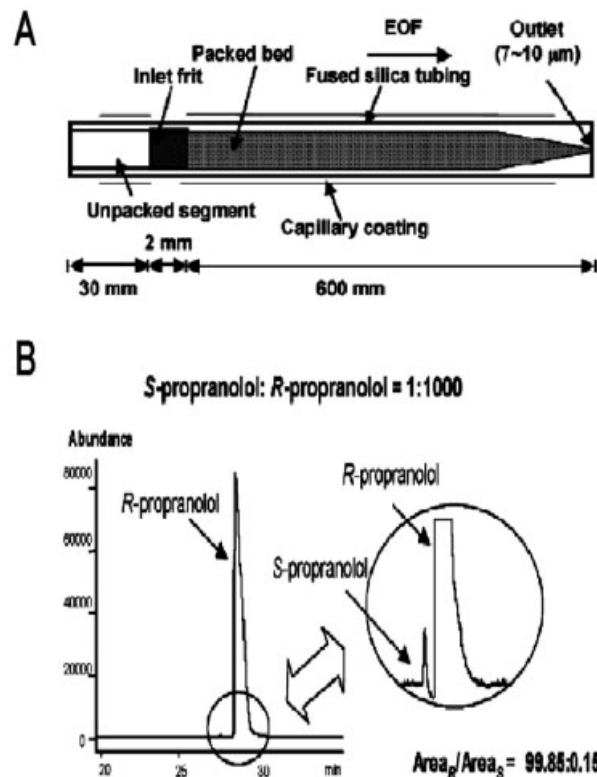 A
EOF
Outlet
(7~10 μm)
Packed bed
Inlet frit
Fused silica tubing
Unpacked segment
Capillary coating
2 mm
30 mm
600 mm
B
S-propranolol: R-propranolol = 1:1000
Abundance
80000
60000
40000
20000
0
R-propranolol
R-propranolol
S-propranolol
20
25
30
min
Area_R/Area_S = 99.85:0.15